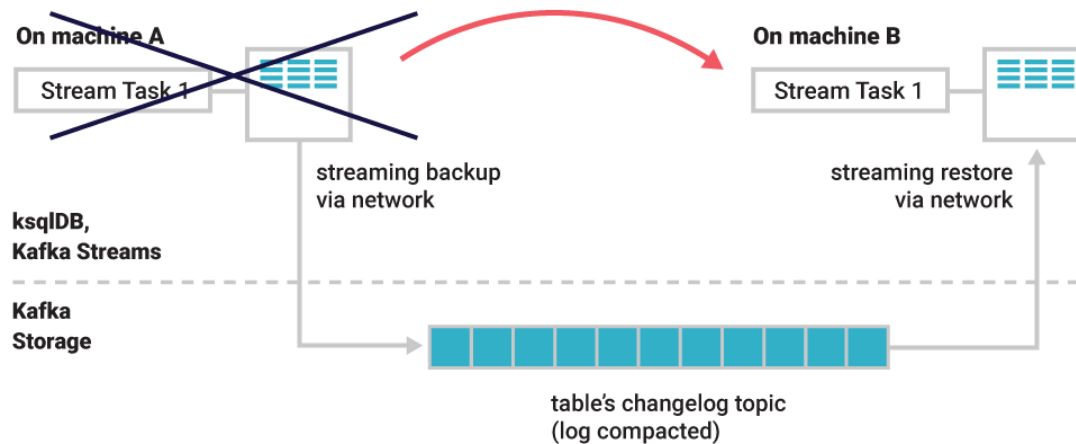 On machine A
On machine B
Stream Task 1
Stream Task 1
streaming backup
via network
streaming restore
via network
ksqlDB,
Kafka Streams
Kafka
Storage
table's changelog topic
(log compacted)